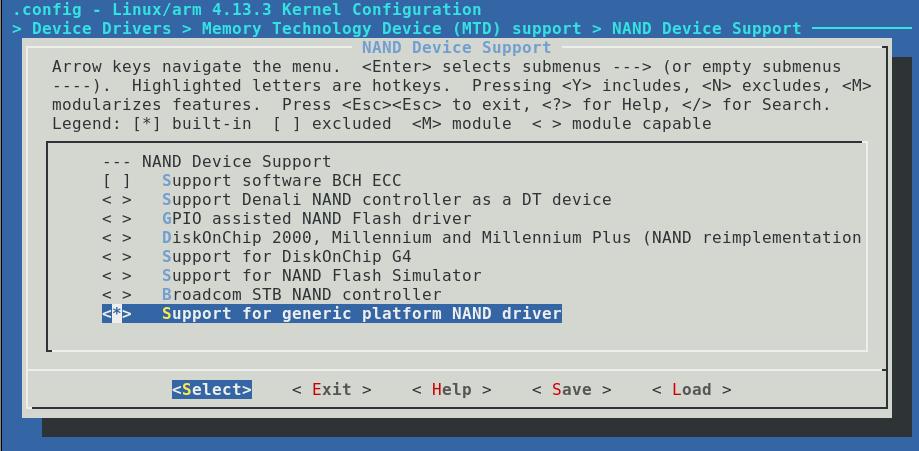 .config - Linux/arm 4.13.3 Kernel Configuration
> Device Drivers > Memory Technology Device (MTD) support > NAND Device Support
NAND Device Support
Arrow keys navigate the menu.  <Enter> selects submenus ---> (or empty submenus
----).  Highlighted letters are hotkeys.  Pressing <Y> includes, <N> excludes, <M>
modularizes features.  Press <Esc><Esc> to exit, <?> for Help, </> for Search.
Legend: [*] built-in  [ ] excluded  <M> module  < > module capable
--- NAND Device Support
[ ]   Support software BCH ECC
< >   Support Denali NAND controller as a DT device
< >   GPIO assisted NAND Flash driver
< >   DiskOnChip 2000, Millennium and Millennium Plus (NAND reimplementation
< >   Support for DiskOnChip G4
< >   Support for NAND Flash Simulator
< >   Broadcom STB NAND controller
<*>   Support for generic platform NAND driver
<Select>    < Exit >    < Help >    < Save >    < Load >